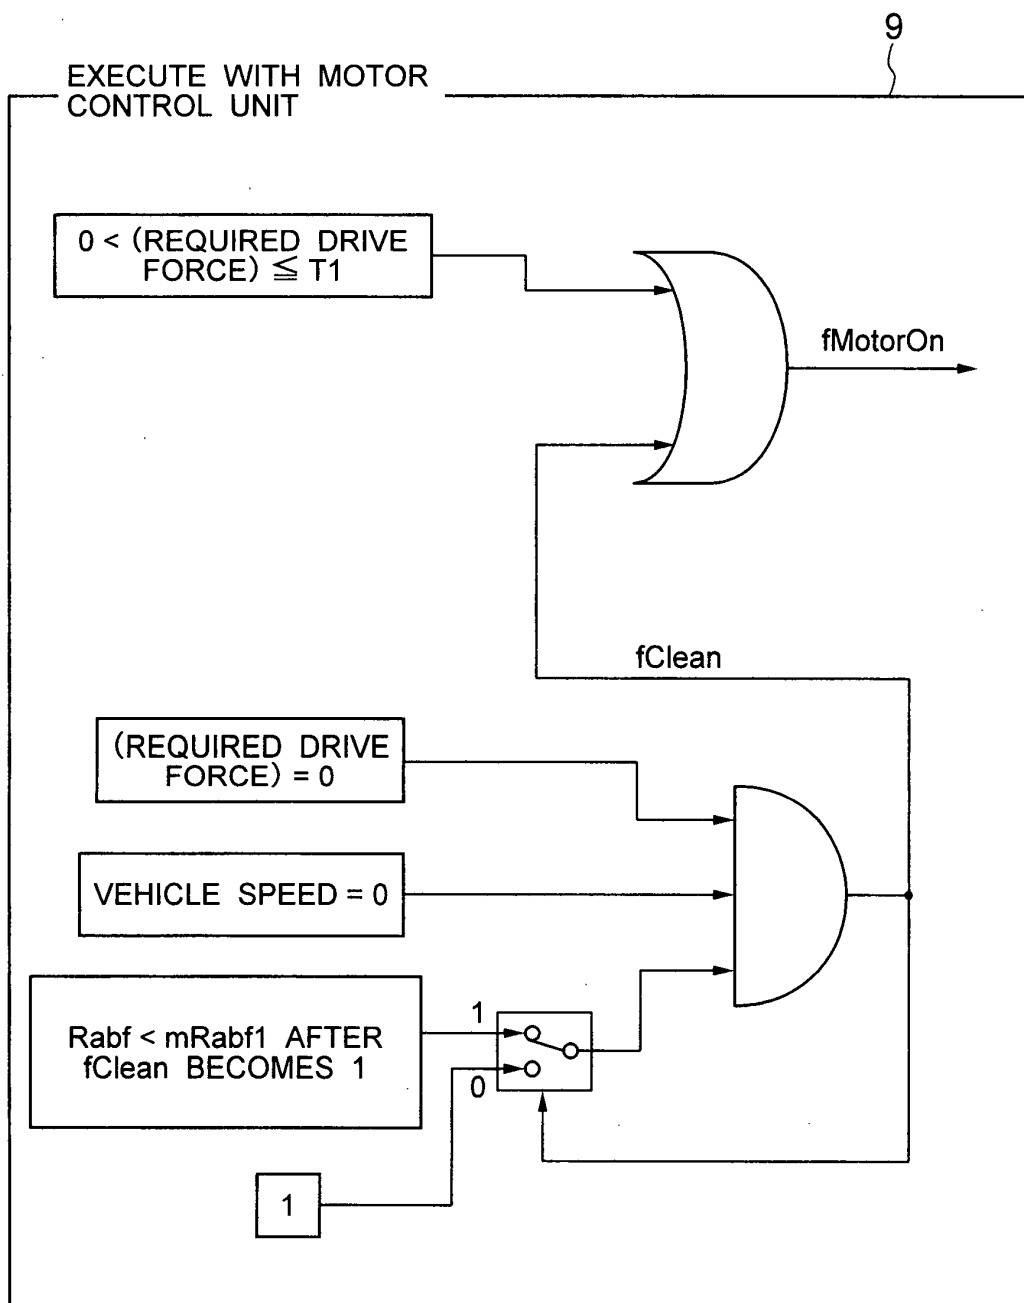 9
EXECUTE WITH MOTOR
CONTROL UNIT
0 < (REQUIRED DRIVE
FORCE) ≦ T1
fMotorOn
fClean
(REQUIRED DRIVE
FORCE) = 0
VEHICLE SPEED = 0
Rabf < mRabf1 AFTER
fClean BECOMES 1
1
0
1